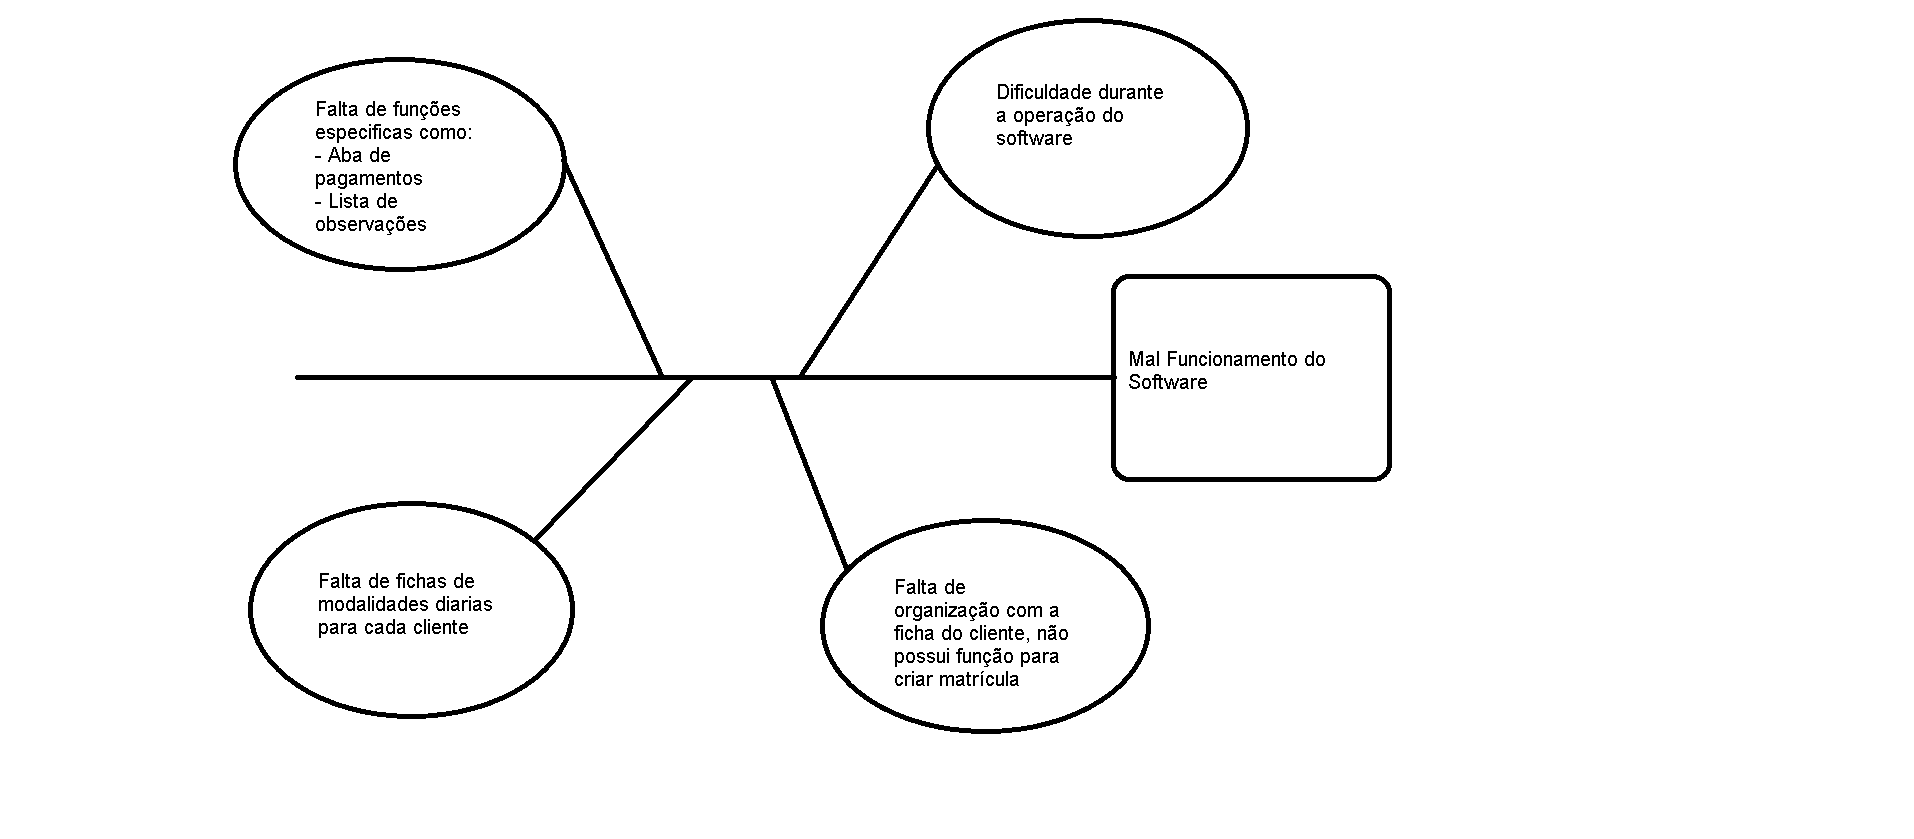 Falta de funções
especificas como:
- Aba de
pagamentos
- Lista de
observações
Dificuldade durante
a operação do
software
Mal Funcionamento do
Software
Falta de fichas de
modalidades diarias
para cada cliente
Falta de
organização com a
ficha do cliente, não
possui função para
criar matrícula